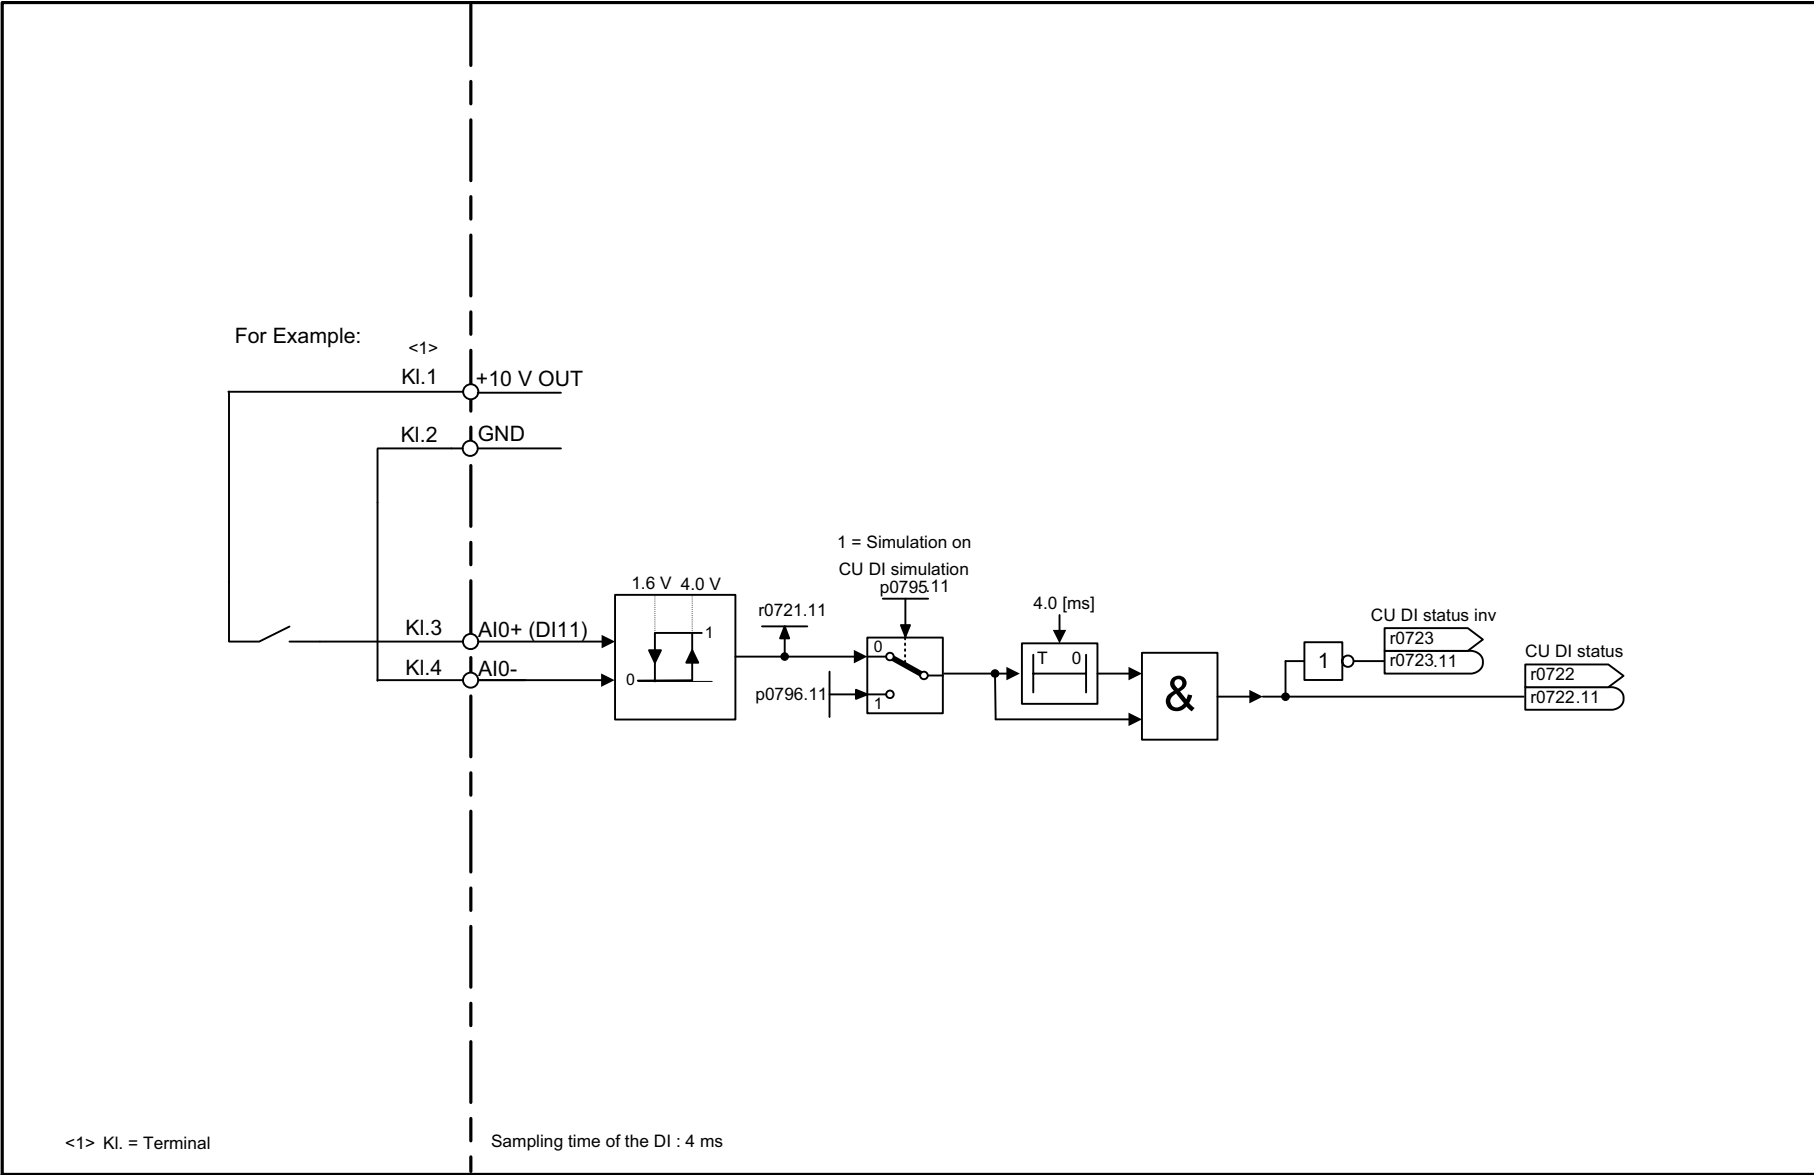 For Example:
<1>
Kl.1
+10 V OUT
Kl.2
GND
1 = Simulation on
CU DI simulation
p0795.11
1.6 V 4.0 V
r0721.11
4.0 [ms]
CU DI status inv
r0723
r0723.11
Kl.3
AI0+ (DI11)
1
0
T 0
1
CU DI status
r0722
r0722.11
Kl.4
AI0-
0
p0796.11
1
&
<1> Kl. = Terminal
Sampling time of the DI : 4 ms